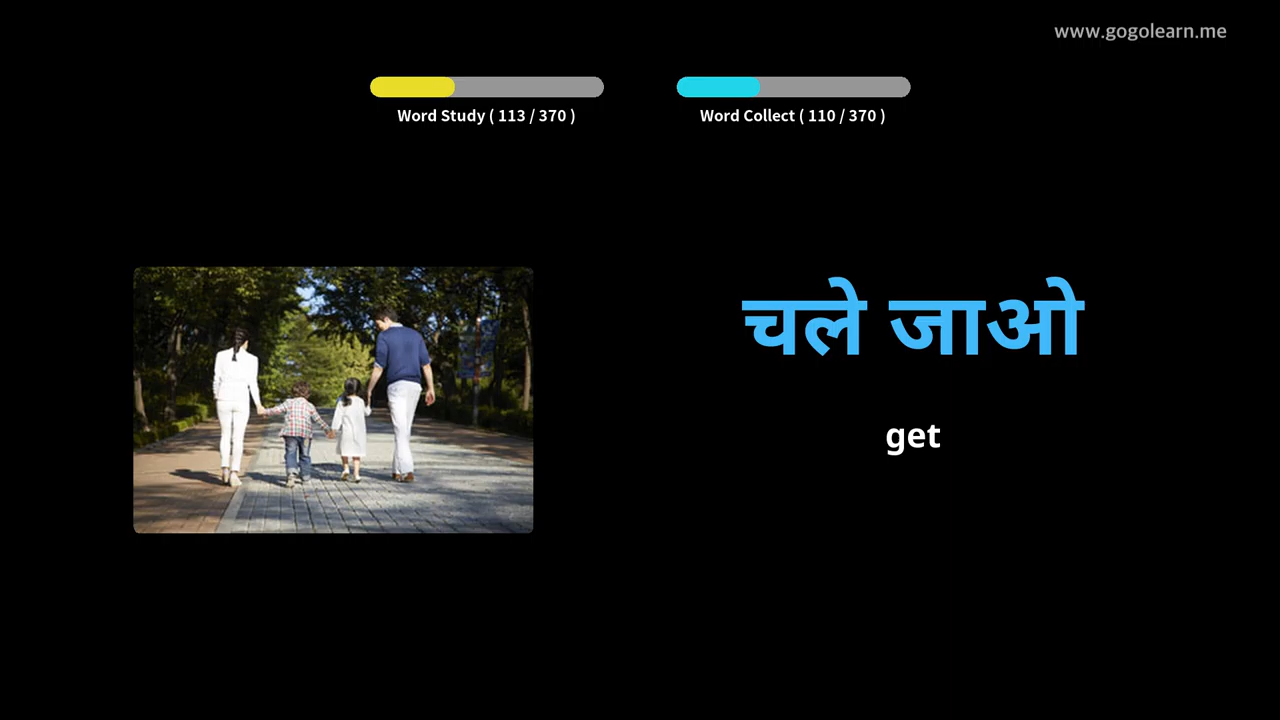 www.gogolearn.me
Word Study ( 113 / 370 )
Word Collect ( 110 / 370 )
चले जाओ
get